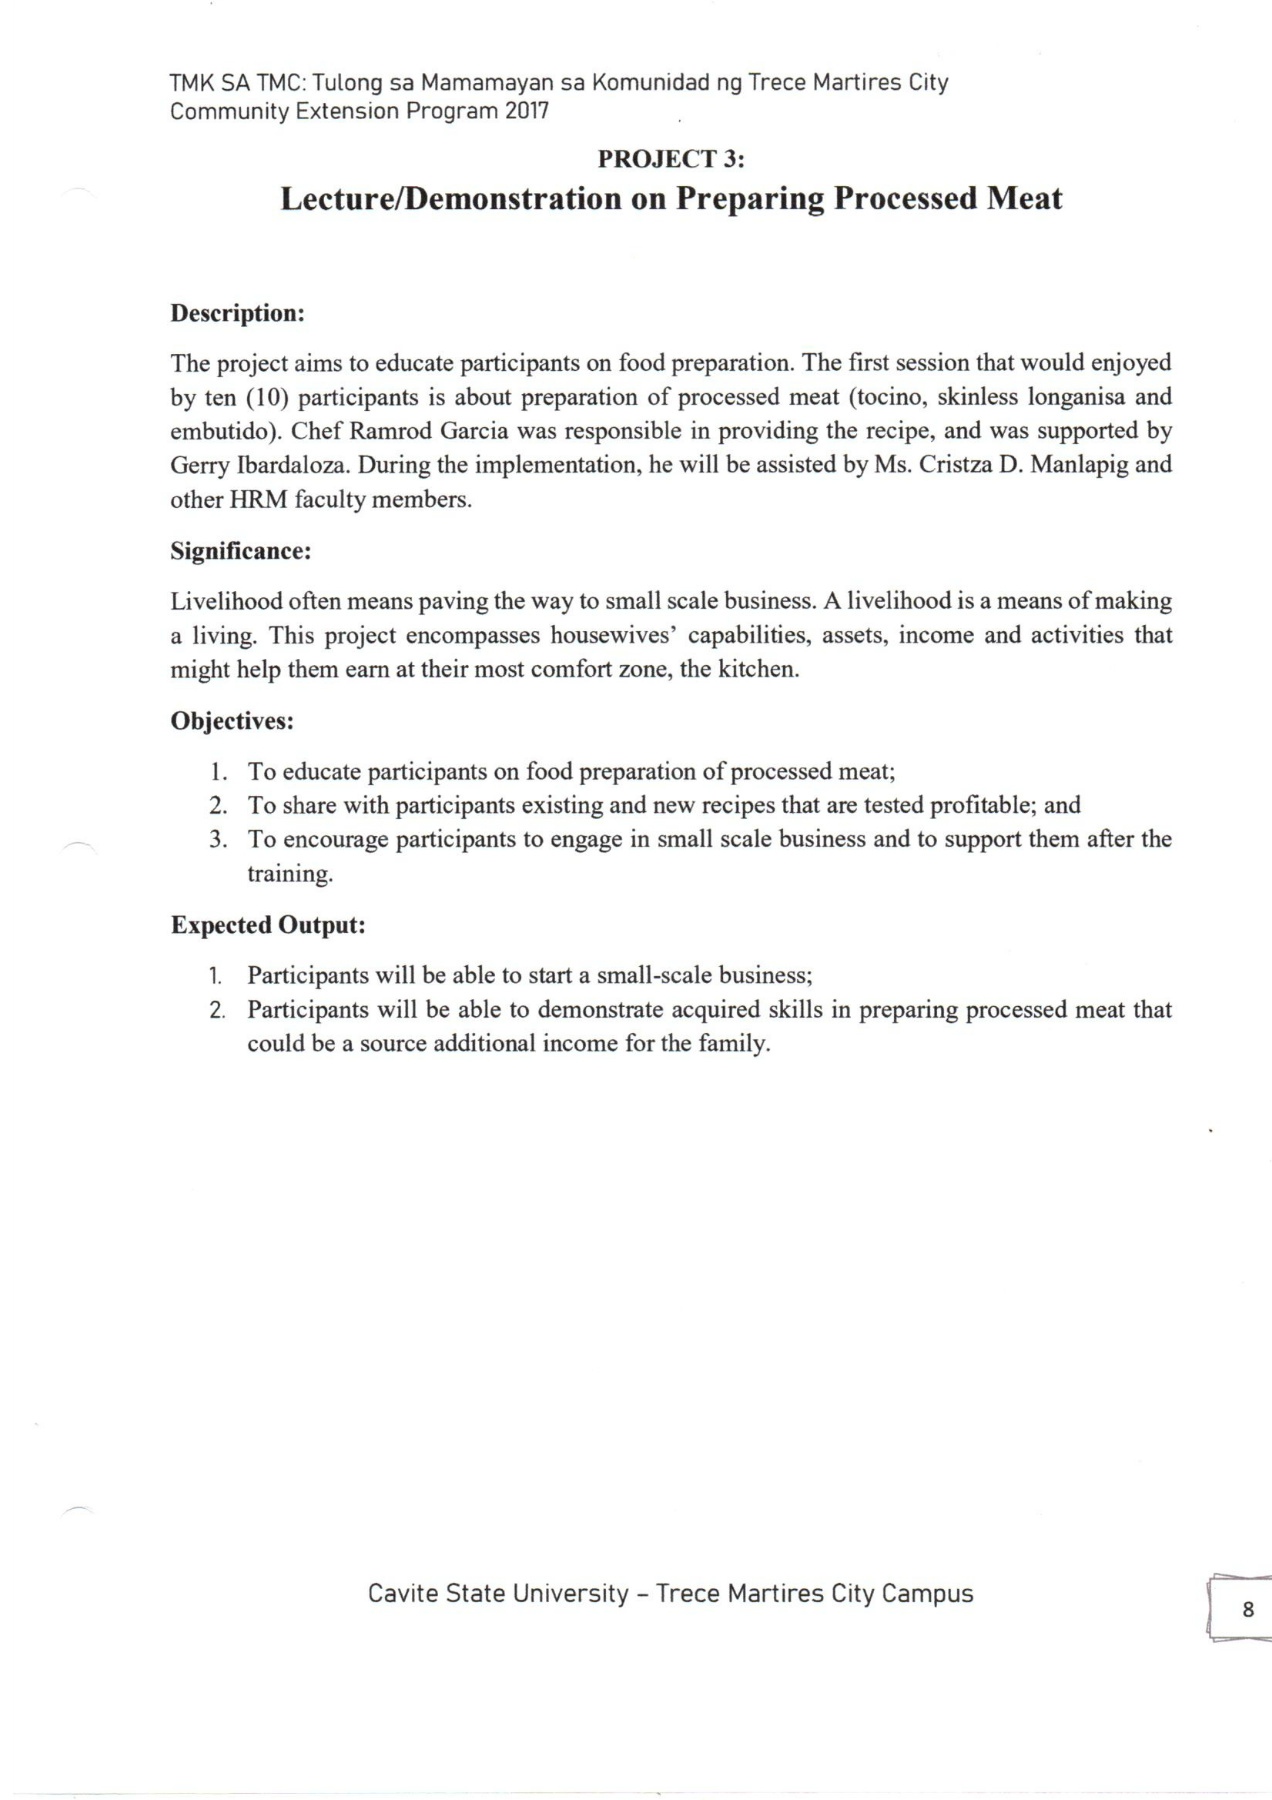 TMK SA TMC: Tulong sa Mamamayan sa Komunidad ng Trece Martires City
Community Extension Program 2017
PROJECT 3:
Lecture/Demonstration on Preparing Processed Meat
Description:
The project aims to educate participants on food preparation. The first session that would enjoyed
by ten (10) participants is about preparation of processed meat (tocino, skinless longanisa and
embutido). Chef Ramrod Garcia was responsible in providing the recipe, and was supported by
Gerry Ibardaloza. During the implementation, he will be assisted by Ms. Cristza D. Manlapig and
other HRM faculty members.
Significance:
Livelihood often means paving the way to small scale business. A livelihood is a means of making
a living. This project encompasses housewives’ capabilities, assets, income and activities that
might help them earn at their most comfort zone, the kitchen.
Objectives:
1. To educate participants on food preparation of processed meat;
2. To share with participants existing and new recipes that are tested profitable; and
3. To encourage participants to engage in small scale business and to support them after the
training.
Expected Output:
1. Participants will be able to start a small-scale business;
2. Participants will be able to demonstrate acquired skills in preparing processed meat that
could be a source additional income for the family.
Cavite State University – Trece Martires City Campus
8